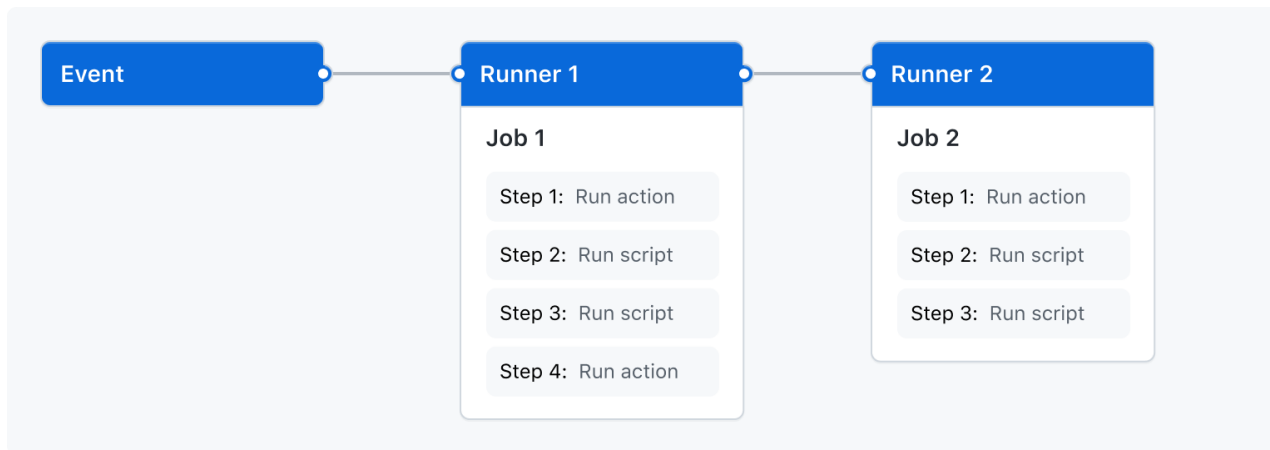 Event
Runner 1
Job 1
Step 1: Run action
Step 2: Run script
Step 3: Run script
Step 4: Run action
Runner 2
Job 2
Step 1: Run action
Step 2: Run script
Step 3: Run script